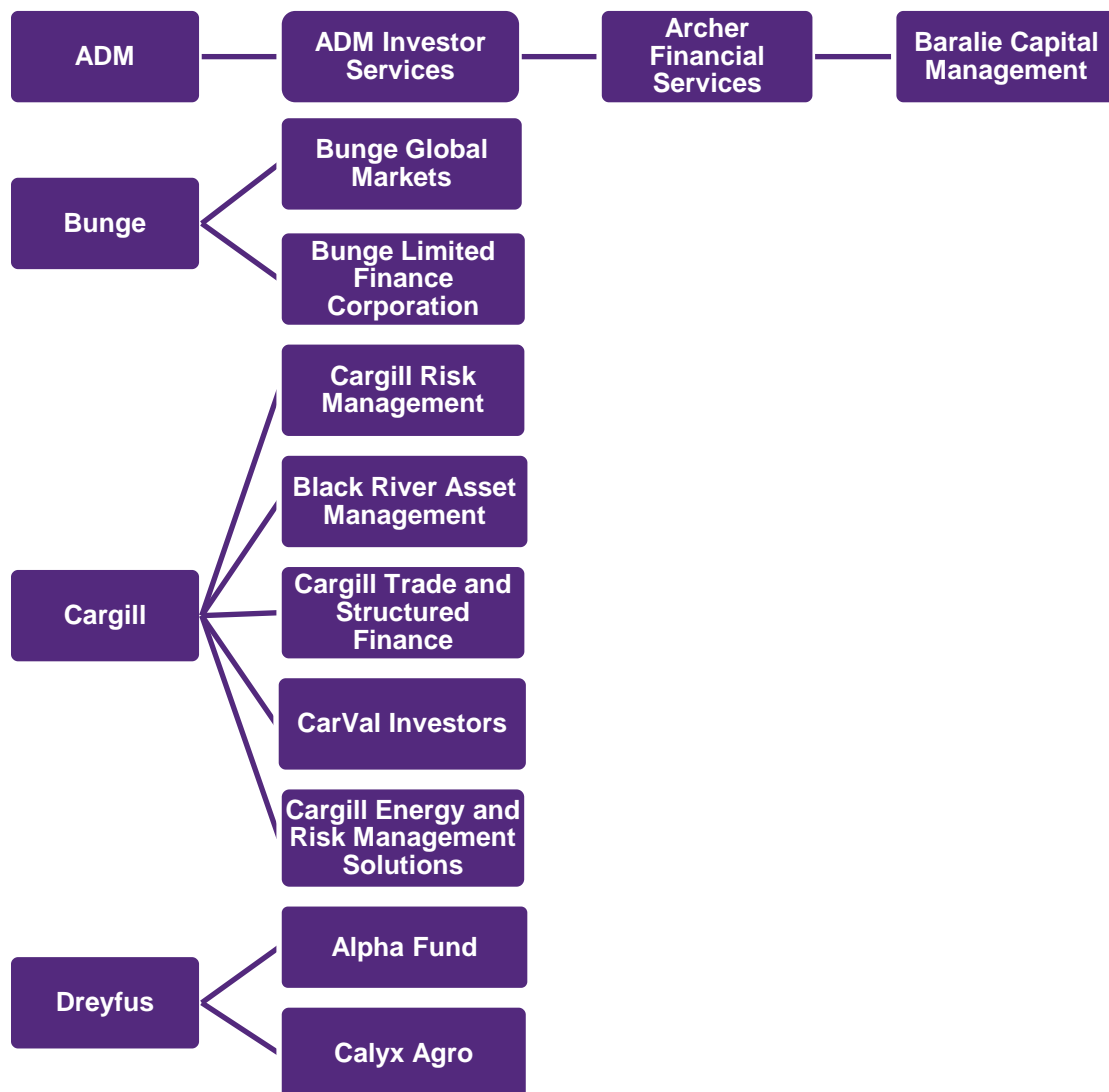 ADM
ADM Investor
Services
Archer
Financial
Services
Baralie Capital
Management
Bunge
Bunge Global
Markets
Bunge Limited
Finance
Corporation
Cargill
Cargill Risk
Management
Black River Asset
Management
Cargill Trade and
Structured
Finance
CarVal Investors
Cargill Energy and
Risk Management
Solutions
Dreyfus
Alpha Fund
Calyx Agro